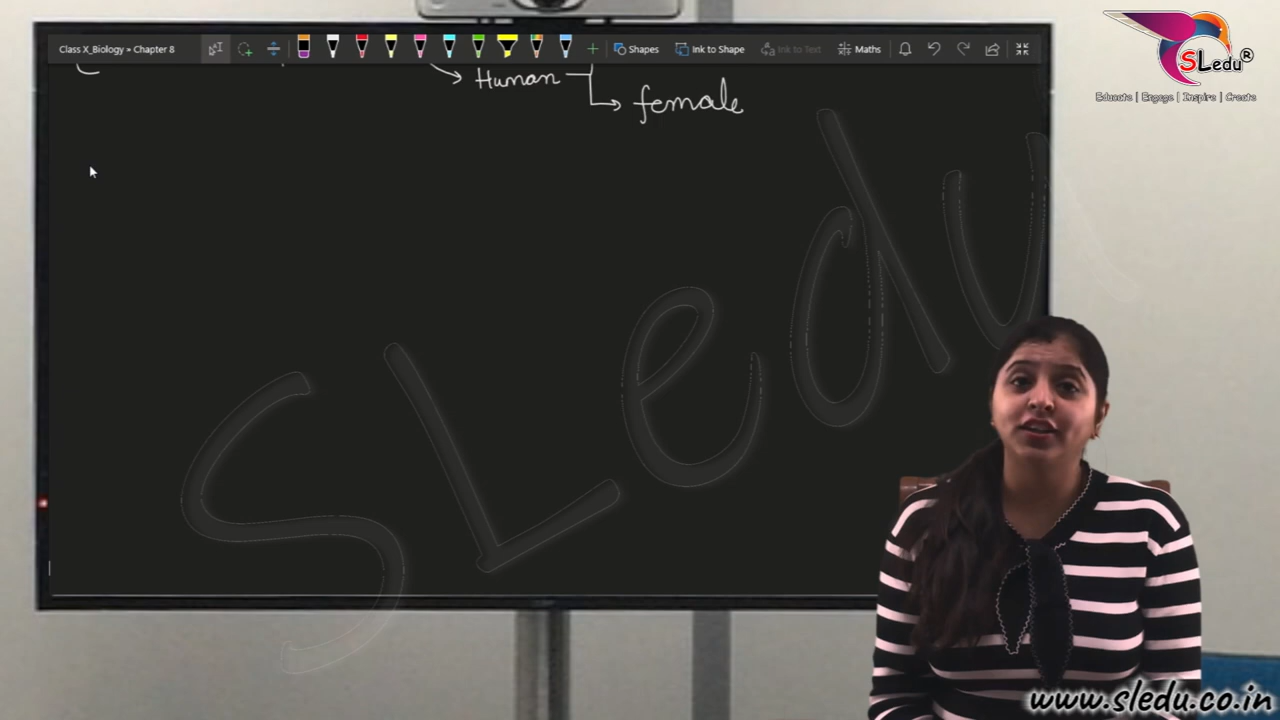 Class X_Biology » Chapter 8
Shapes
Ink to Shape
Ink to Text
Maths
Human
female
SLedu
SLedu®
Educate | Engage | Inspire | Create
www.sledu.co.in